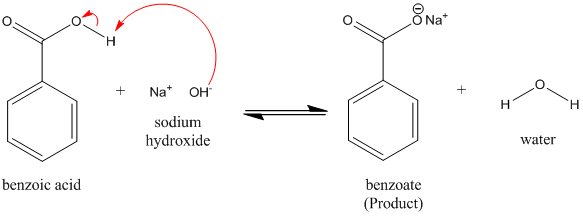 O
O
H
+
Na⁺
OH⁻
sodium
hydroxide
benzoic acid
O
O
⊖
Na⁺
benzoate
(Product)
+
O
H
H
water